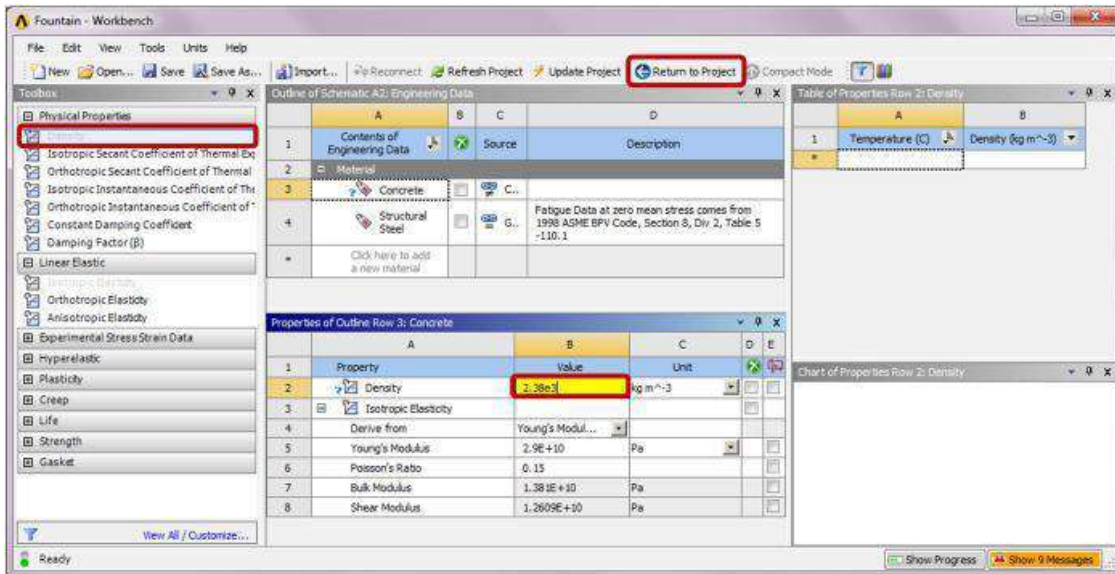 Fountain - Workbench
File Edit View Tools Units Help
New Open... Save Save As... Import... Reconnect Refresh Project Update Project Return to Project Compact Mode
Toolbox
Physical Properties
Density
Isotropic Secant Coefficient of Thermal Exp
Orthotropic Secant Coefficient of Thermal
Isotropic Instantaneous Coefficient of The
Orthotropic Instantaneous Coefficient of
Constant Damping Coefficient
Damping Factor (β)
Linear Elastic
Isotropic Elasticity
Orthotropic Elasticity
Anisotropic Elasticity
Experimental Stress Strain Data
Hyperelastic
Plasticity
Creep
Life
Strength
Gasket
View All / Customize...
Outline of Schematic A2: Engineering Data
A B C D
1 Contents of Engineering Data Source Description
2 Material
3 ? Concrete C..
4 Structural Steel G.. Fatigue Data at zero mean stress comes from
1998 ASME BPV Code, Section 8, Div 2, Table 5
-110.1
* Click here to add
a new material
Properties of Outline Row 3: Concrete
A B C D E
1 Property Value Unit
2 ? Density 2.38e3 kg m^-3
3 Isotropic Elasticity
4 Derive from Young's Modul...
5 Young's Modulus 2.9E+10 Pa
6 Poisson's Ratio 0.15
7 Bulk Modulus 1.381E+10 Pa
8 Shear Modulus 1.2609E+10 Pa
Table of Properties Row 2: Density
A B
1 Temperature (C) Density (kg m^-3)
*
Chart of Properties Row 2: Density
Ready
Show Progress Show 9 Messages